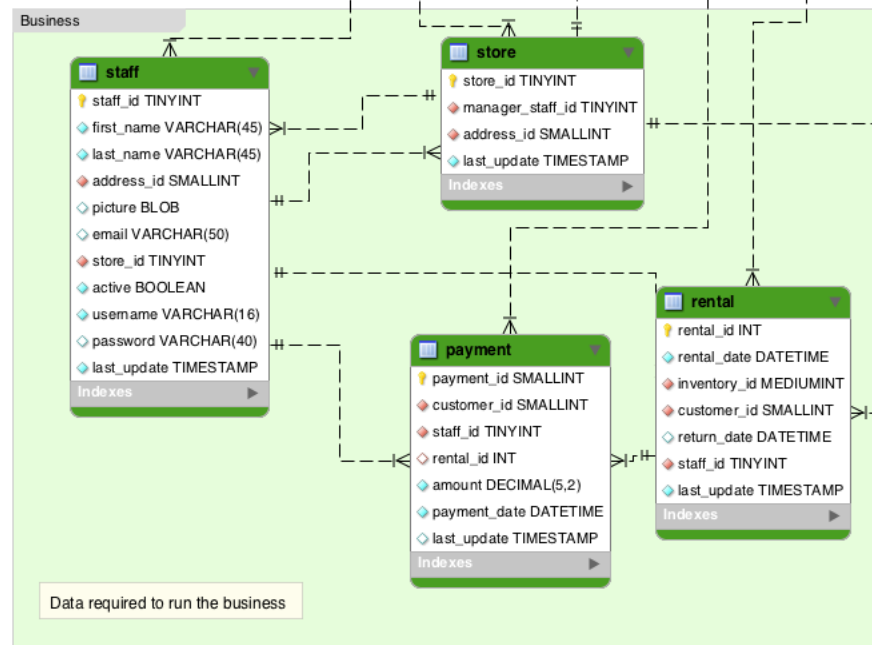 Business
staff
staff_id TINYINT
first_name VARCHAR(45)
last_name VARCHAR(45)
address_id SMALLINT
picture BLOB
email VARCHAR(50)
store_id TINYINT
active BOOLEAN
username VARCHAR(16)
password VARCHAR(40)
last_update TIMESTAMP
Indexes
store
store_id TINYINT
manager_staff_id TINYINT
address_id SMALLINT
last_update TIMESTAMP
Indexes
payment
payment_id SMALLINT
customer_id SMALLINT
staff_id TINYINT
rental_id INT
amount DECIMAL(5,2)
payment_date DATETIME
last_update TIMESTAMP
Indexes
rental
rental_id INT
rental_date DATETIME
inventory_id MEDIUMINT
customer_id SMALLINT
return_date DATETIME
staff_id TINYINT
last_update TIMESTAMP
Indexes
Data required to run the business